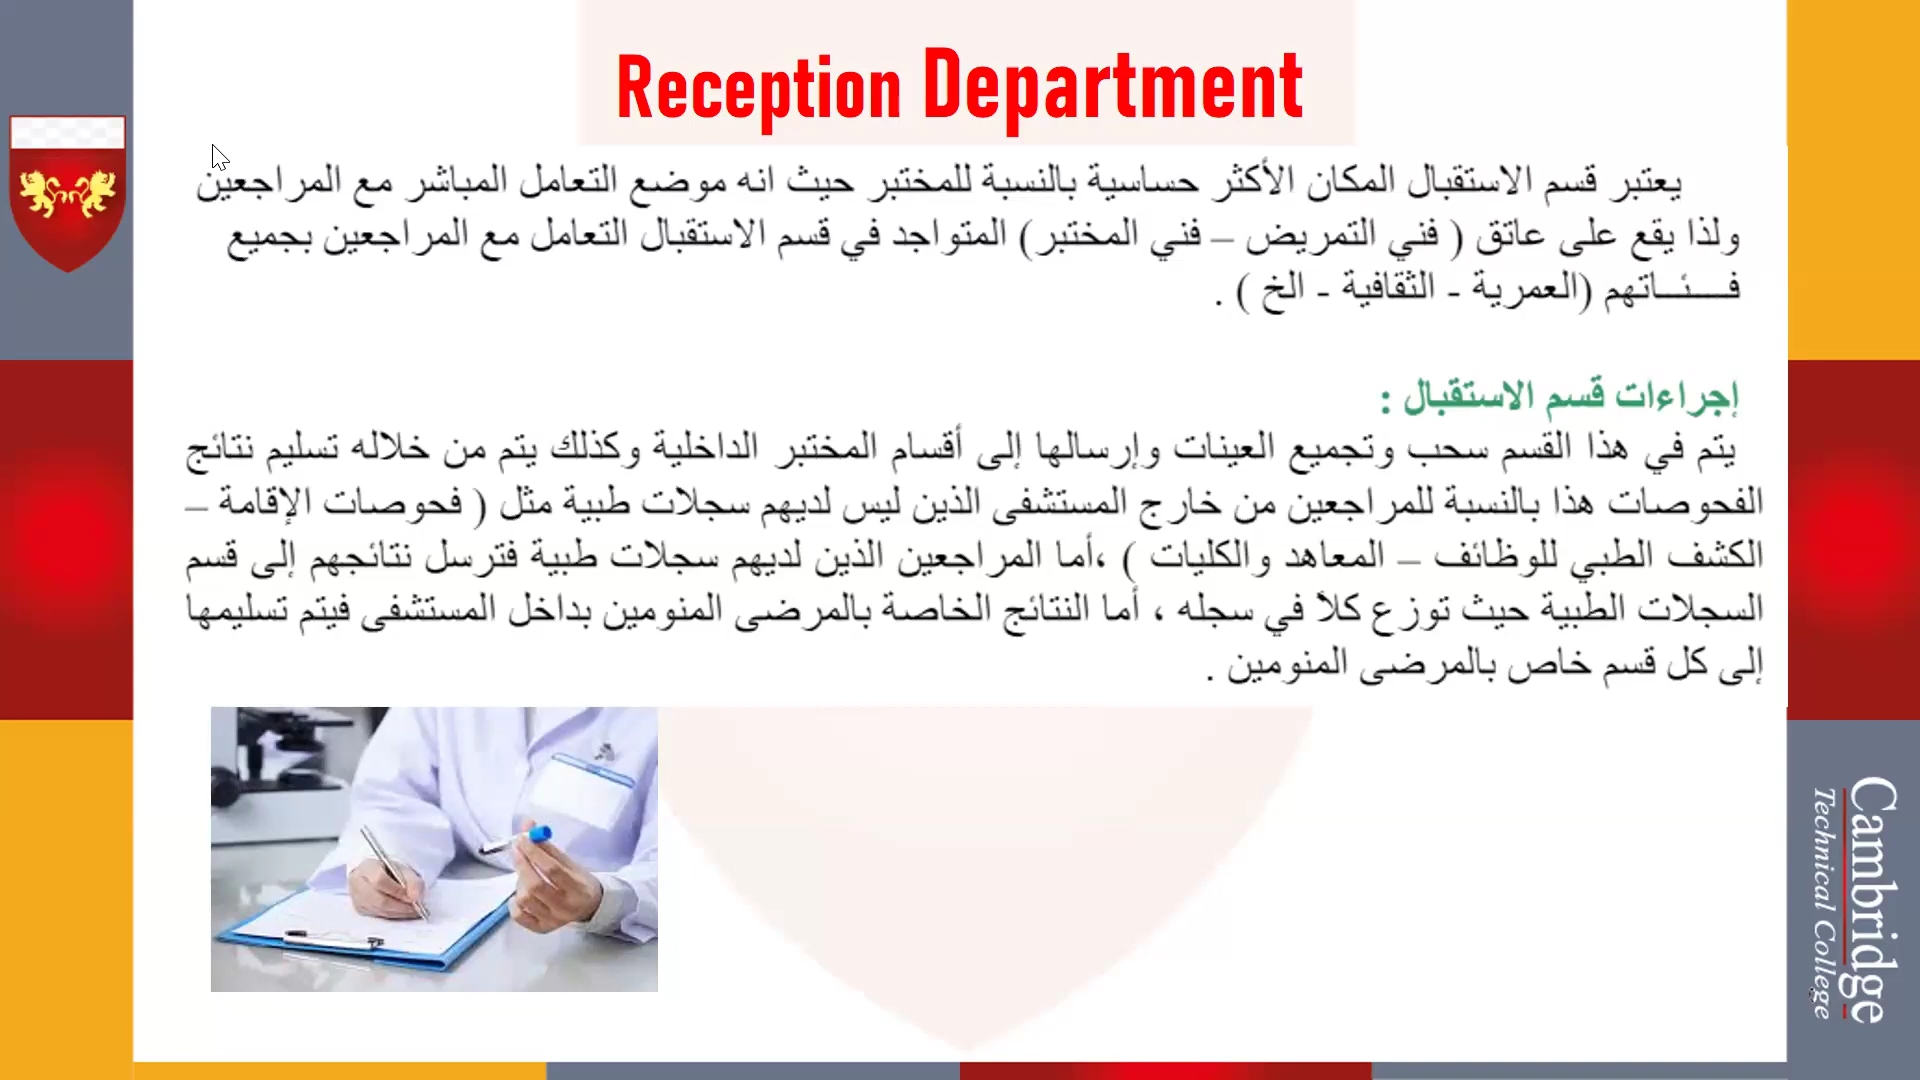 Reception Department
يعتبر قسم الاستقبال المكان الأكثر حساسية بالنسبة للمختبر حيث انه موضع التعامل المباشر مع المراجعين
ولذا يقع على عاتق ( فني التمريض – فني المختبر) المتواجد في قسم الاستقبال التعامل مع المراجعين بجميع
فـــئـــاتهم (العمرية - الثقافية - الخ ) .
إجراءات قسم الاستقبال :
يتم في هذا القسم سحب وتجميع العينات وإرسالها إلى أقسام المختبر الداخلية وكذلك يتم من خلاله تسليم نتائج
الفحوصات هذا بالنسبة للمراجعين من خارج المستشفى الذين ليس لديهم سجلات طبية مثل ( فحوصات الإقامة –
الكشف الطبي للوظائف – المعاهد والكليات ) ،أما المراجعين الذين لديهم سجلات طبية فترسل نتائجهم إلى قسم
السجلات الطبية حيث توزع كلاً في سجله ، أما النتائج الخاصة بالمرضى المنومين بداخل المستشفى فيتم تسليمها
إلى كل قسم خاص بالمرضى المنومين .
Cambridge
Technical College